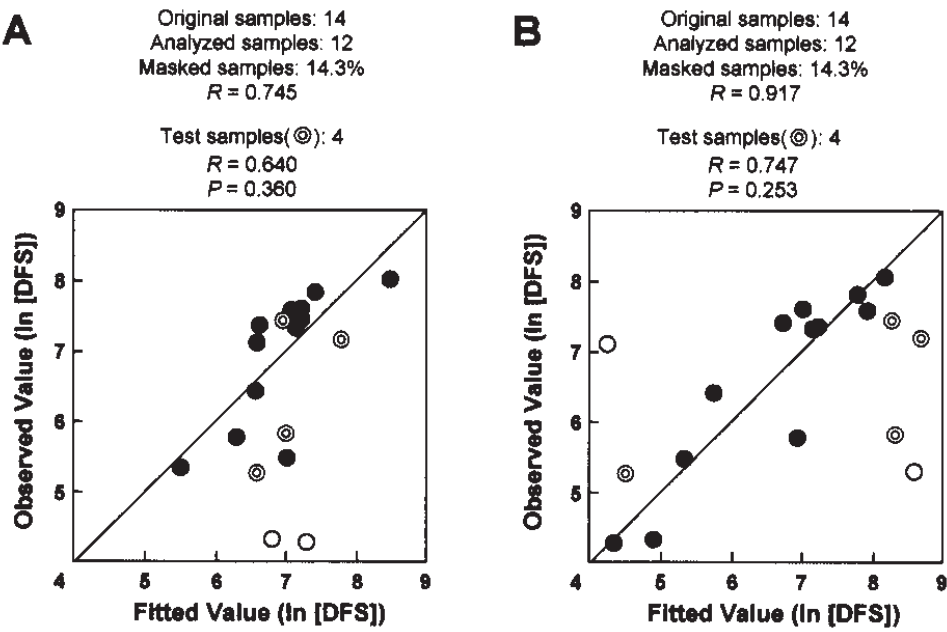 A
Original samples: 14
Analyzed samples: 12
Masked samples: 14.3%
R = 0.745
Test samples(◎): 4
R = 0.640
P = 0.360
Observed Value (ln [DFS])
9
8
7
6
5
4 5 6 7 8 9
Fitted Value (ln [DFS])
B
Original samples: 14
Analyzed samples: 12
Masked samples: 14.3%
R = 0.917
Test samples(◎): 4
R = 0.747
P = 0.253
Observed Value (ln [DFS])
9
8
7
6
5
4 5 6 7 8 9
Fitted Value (ln [DFS])